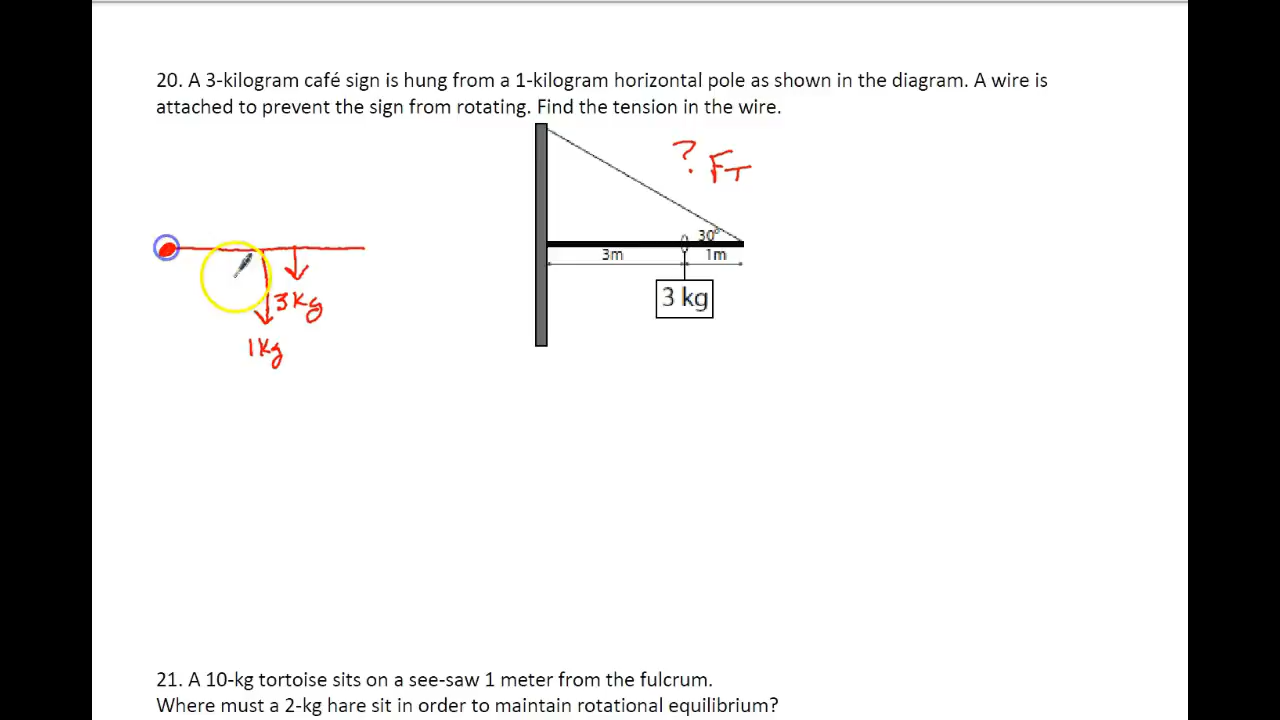 20. A 3-kilogram café sign is hung from a 1-kilogram horizontal pole as shown in the diagram. A wire is
attached to prevent the sign from rotating. Find the tension in the wire.
? FT
30°
3m
1m
3 kg
3kg
1kg
21. A 10-kg tortoise sits on a see-saw 1 meter from the fulcrum.
Where must a 2-kg hare sit in order to maintain rotational equilibrium?